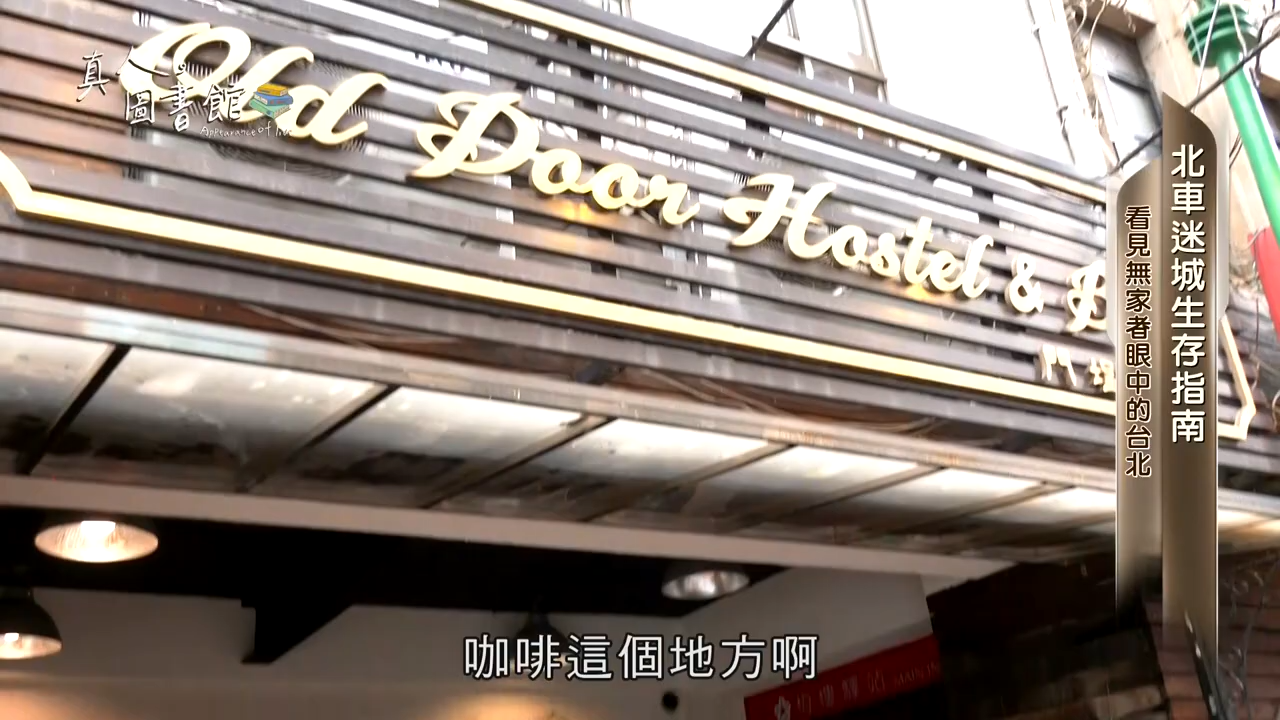 真人圖書館
Appearance of
Old Door Hostel &
北車迷城生存指南
看見無家者眼中的台北
咖啡這個地方啊